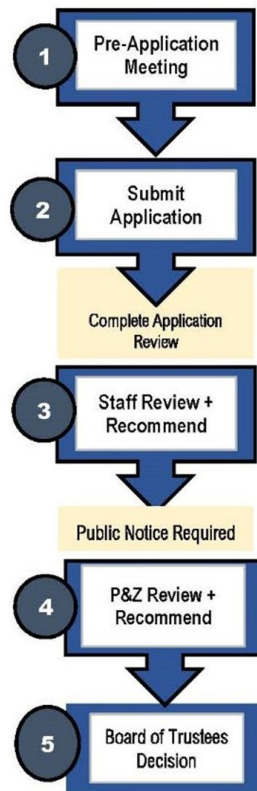 1
Pre-Application
Meeting
2
Submit
Application
Complete Application
Review
3
Staff Review +
Recommend
Public Notice Required
4
P&Z Review +
Recommend
5
Board of Trustees
Decision